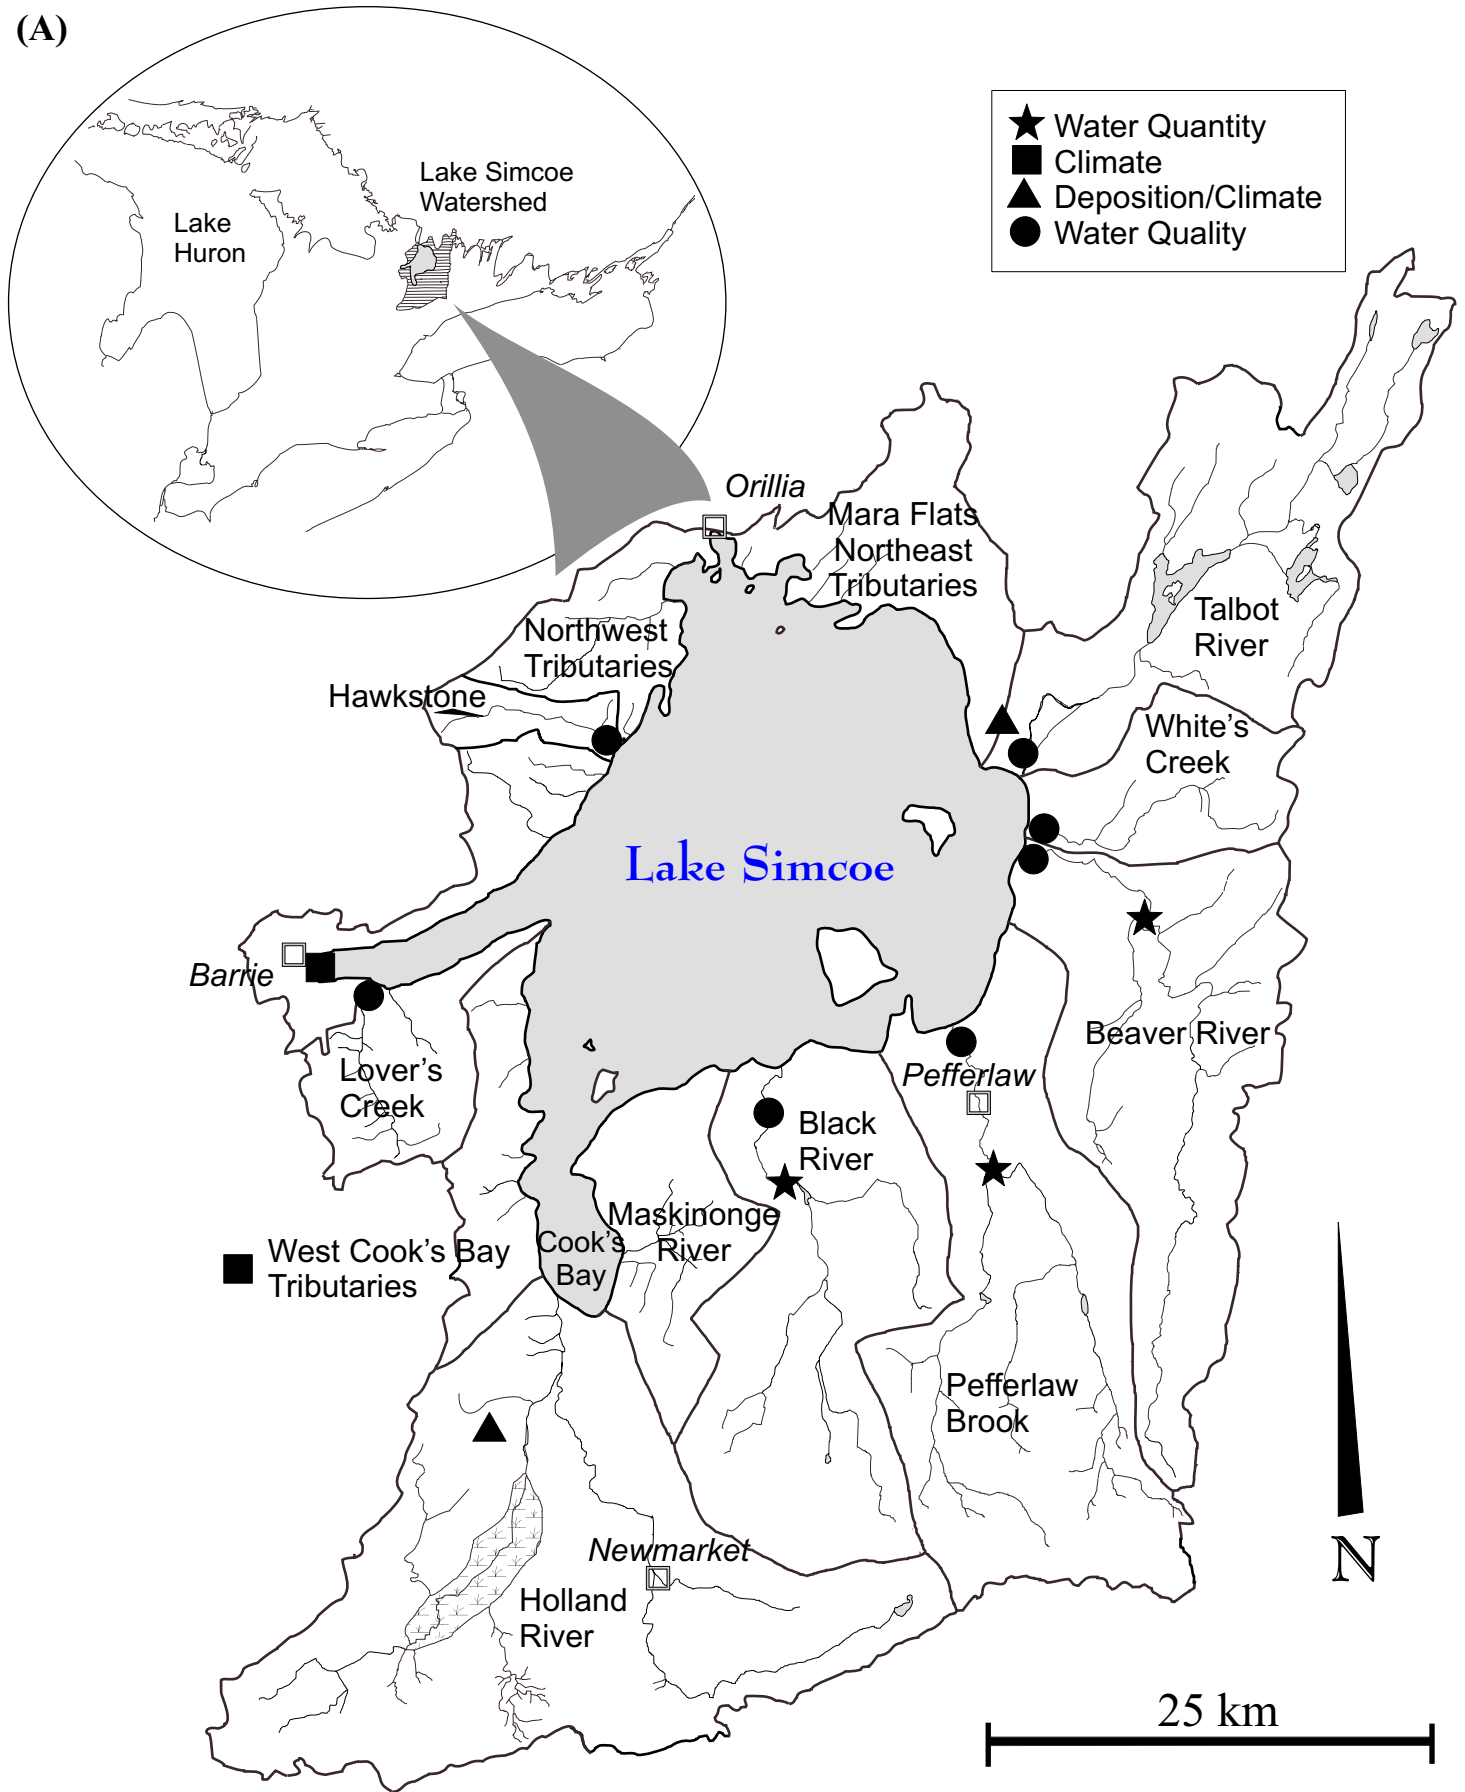 (A)
Lake Simcoe
Watershed
Lake
Huron
Water Quantity
Climate
Deposition/Climate
Water Quality
Orillia
Mara Flats
Northeast
Tributaries
Northwest
Tributaries
Talbot
River
Hawkstone
White's
Creek
Lake Simcoe
Barrie
Beaver River
Lover's
Creek
Pefferlaw
Black
River
Maskinonge
River
Cook's
Bay
West Cook's Bay
Tributaries
Pefferlaw
Brook
Newmarket
Holland
River
N
25 km